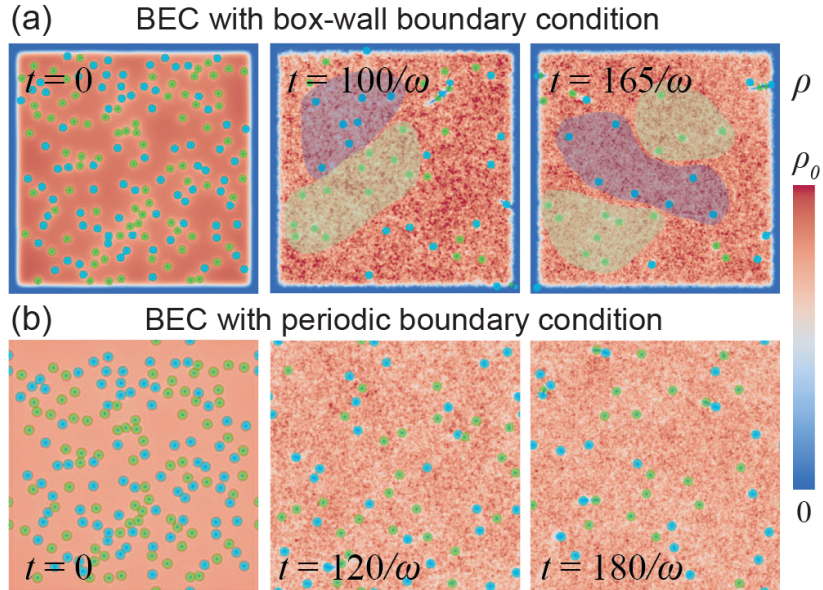 (a) BEC with box-wall boundary condition
t = 0
t = 100/ω
t = 165/ω
ρ
ρ₀
0
(b) BEC with periodic boundary condition
t = 0
t = 120/ω
t = 180/ω